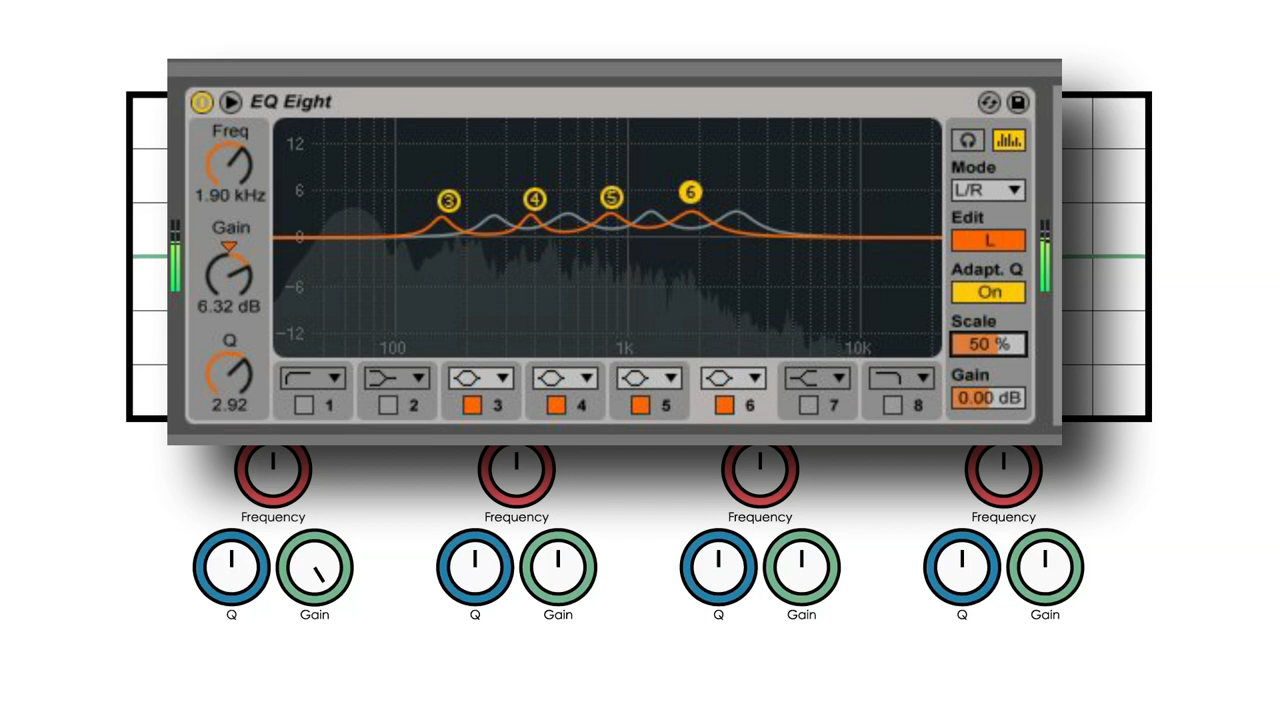 EQ Eight
Freq
1.90 kHz
Gain
6.32 dB
Q
2.92
12
6
0
-6
-12
100
1k
10k
3
4
5
6
1
2
3
4
5
6
7
8
Mode
L/R
Edit
L
Adapt. Q
On
Scale
50 %
Gain
0.00 dB
Frequency
Frequency
Frequency
Frequency
Q
Gain
Q
Gain
Q
Gain
Q
Gain